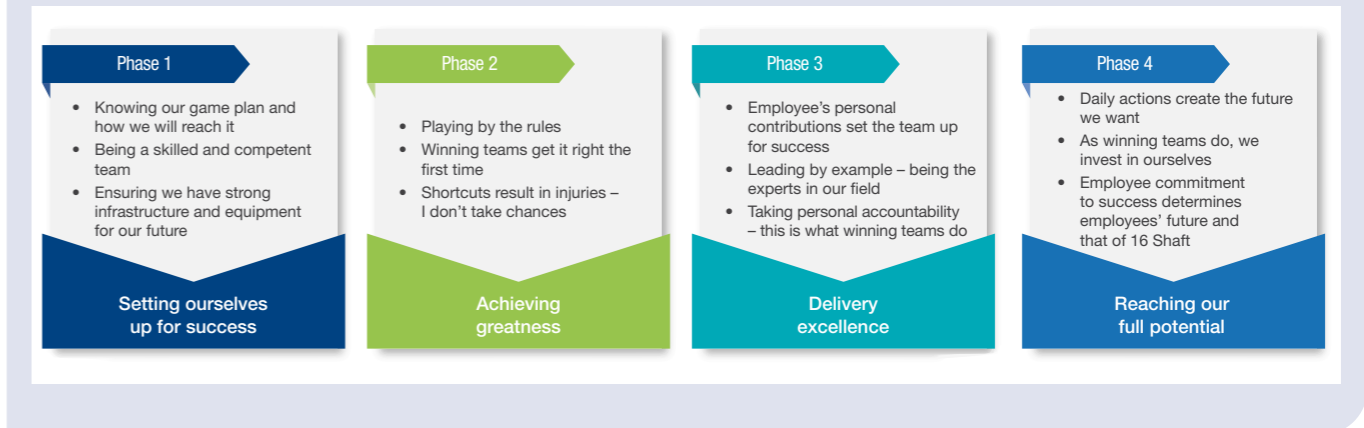 Phase 1
• Knowing our game plan and
how we will reach it
• Being a skilled and competent
team
• Ensuring we have strong
infrastructure and equipment
for our future
Setting ourselves
up for success
Phase 2
• Playing by the rules
• Winning teams get it right the
first time
• Shortcuts result in injuries –
I don’t take chances
Achieving
greatness
Phase 3
• Employee’s personal
contributions set the team up
for success
• Leading by example – being the
experts in our field
• Taking personal accountability
– this is what winning teams do
Delivery
excellence
Phase 4
• Daily actions create the future
we want
• As winning teams do, we
invest in ourselves
• Employee commitment
to success determines
employees’ future and
that of 16 Shaft
Reaching our
full potential